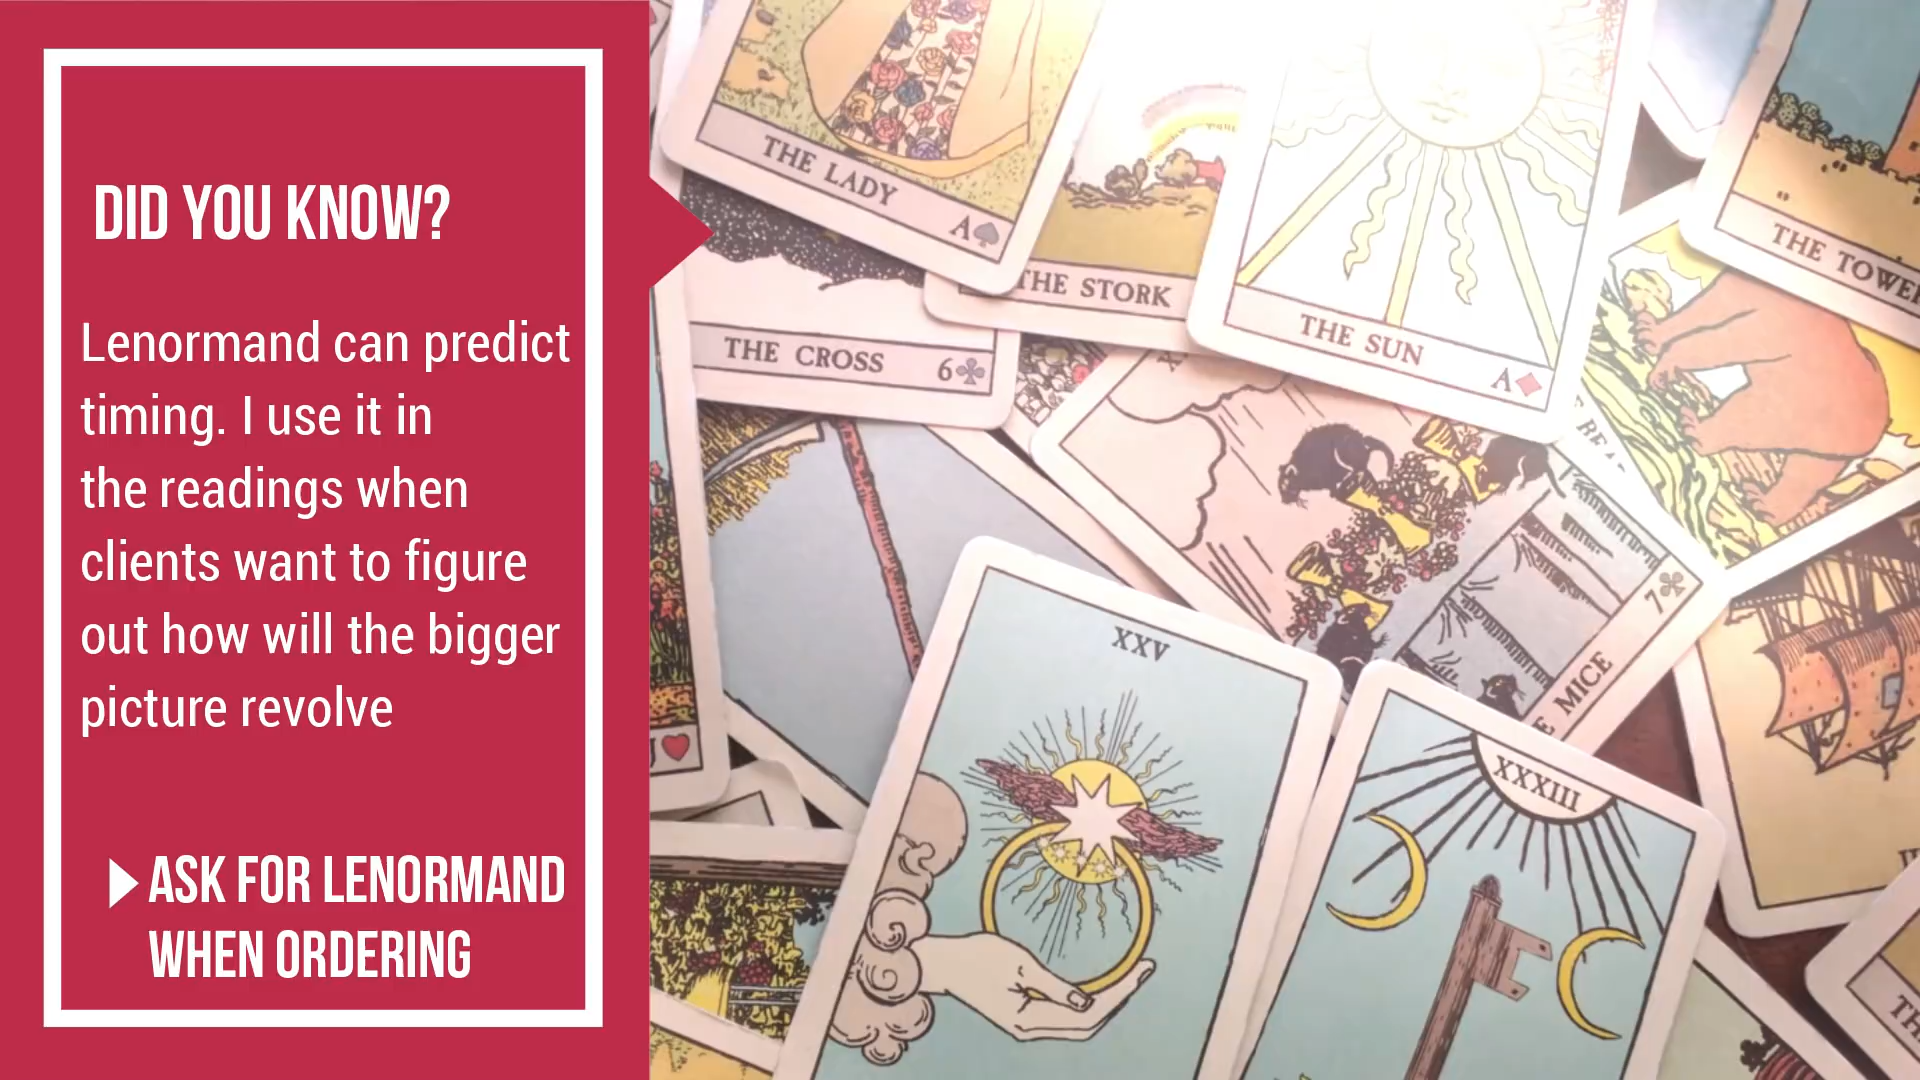 DID YOU KNOW?
Lenormand can predict
timing. I use it in
the readings when
clients want to figure
out how will the bigger
picture revolve
ASK FOR LENORMAND
WHEN ORDERING
THE LADY A
THE STORK
THE SUN A
THE CROSS 6
THE TOWER
7
MICE
XXV
XXXIII